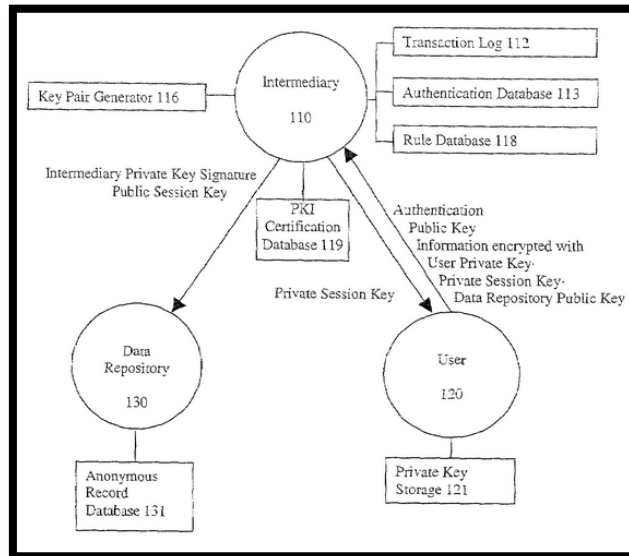 Transaction Log 112
Intermediary
Key Pair Generator 116
Authentication Database 113
110
Rule Database 118
Intermediary Private Key Signature
Public Session Key
PKI
Certification
Database 119
Authentication
Public Key
Information encrypted with
User Private Key·
Private Session Key·
Data Repository Public Key
Private Session Key
Data
Repository
130
User
120
Anonymous
Record
Database 131
Private Key
Storage 121